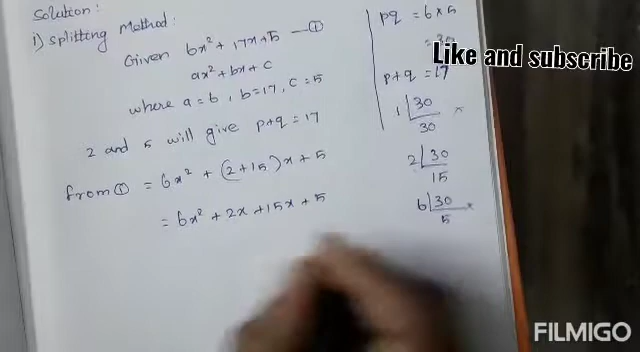 Solution:
1) Splitting Method:
Given 6x² + 17x + 5 —①
ax² + bx + c
where a = 6, b = 17, c = 5
2 and 5 will give p+q = 17
from ① = 6x² + (2+15)x + 5
= 6x² + 2x + 15x + 5
pq = 6 × 5
= 30
Like and subscribe
p+q = 17
1 | 30 ×
30
2 | 30
15
6 | 30 ×
5
FILMIGO